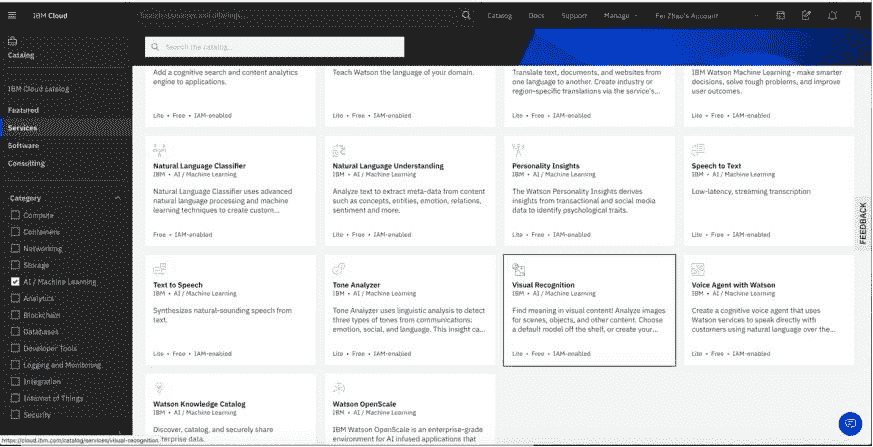 IBM Cloud
Search resources and offerings...
Catalog
Docs
Support
Manage
Fei Zhao's Account
Catalog
Search the catalog...
IBM Cloud catalog
Featured
Services
Software
Consulting
Category
Compute
Containers
Networking
Storage
AI / Machine Learning
Analytics
Blockchain
Databases
Developer Tools
Logging and Monitoring
Integration
Internet of Things
Security
Add a cognitive search and content analytics
engine to applications.
Lite • Free • IAM-enabled
Teach Watson the language of your domain.
Translate text, documents, and websites from
one language to another. Create industry or
region-specific translations via the service's...
Lite • Free • IAM-enabled
IBM Watson Machine Learning - make smarter
decisions, solve tough problems, and improve
user outcomes.
Lite • Free • IAM-enabled
Natural Language Classifier
IBM • AI / Machine Learning
Natural Language Classifier uses advanced
natural language processing and machine
learning techniques to create custom...
Free • IAM-enabled
Natural Language Understanding
IBM • AI / Machine Learning
Analyze text to extract meta-data from content
such as concepts, entities, emotion, relations,
sentiment and more.
Lite • Free • IAM-enabled
Personality Insights
IBM • AI / Machine Learning
The Watson Personality Insights derives
insights from transactional and social media
data to identify psychological traits.
Lite • Free • IAM-enabled
Speech to Text
IBM • AI / Machine Learning
Low-latency, streaming transcription
Lite • Free • IAM-enabled
Text to Speech
IBM • AI / Machine Learning
Synthesizes natural-sounding speech from
text.
Lite • Free • IAM-enabled
Tone Analyzer
IBM • AI / Machine Learning
Tone Analyzer uses linguistic analysis to detect
three types of tones from communications:
emotion, social, and language. This insight ca...
Lite • Free • IAM-enabled
Visual Recognition
IBM • AI / Machine Learning
Find meaning in visual content! Analyze images
for scenes, objects, and other content. Choose
a default model off the shelf, or create your...
Lite • Free • IAM-enabled
Voice Agent with Watson
IBM • AI / Machine Learning
Create a cognitive voice agent that uses
Watson services to speak directly with
customers using natural language over the...
Lite • Free • IAM-enabled
Watson Knowledge Catalog
IBM • AI / Machine Learning
Discover, catalog, and securely share
enterprise data.
Watson OpenScale
IBM • AI / Machine Learning
IBM Watson OpenScale is an enterprise-grade
environment for AI infused applications that
FEEDBACK
https://cloud.ibm.com/catalog/services/visual-recognition